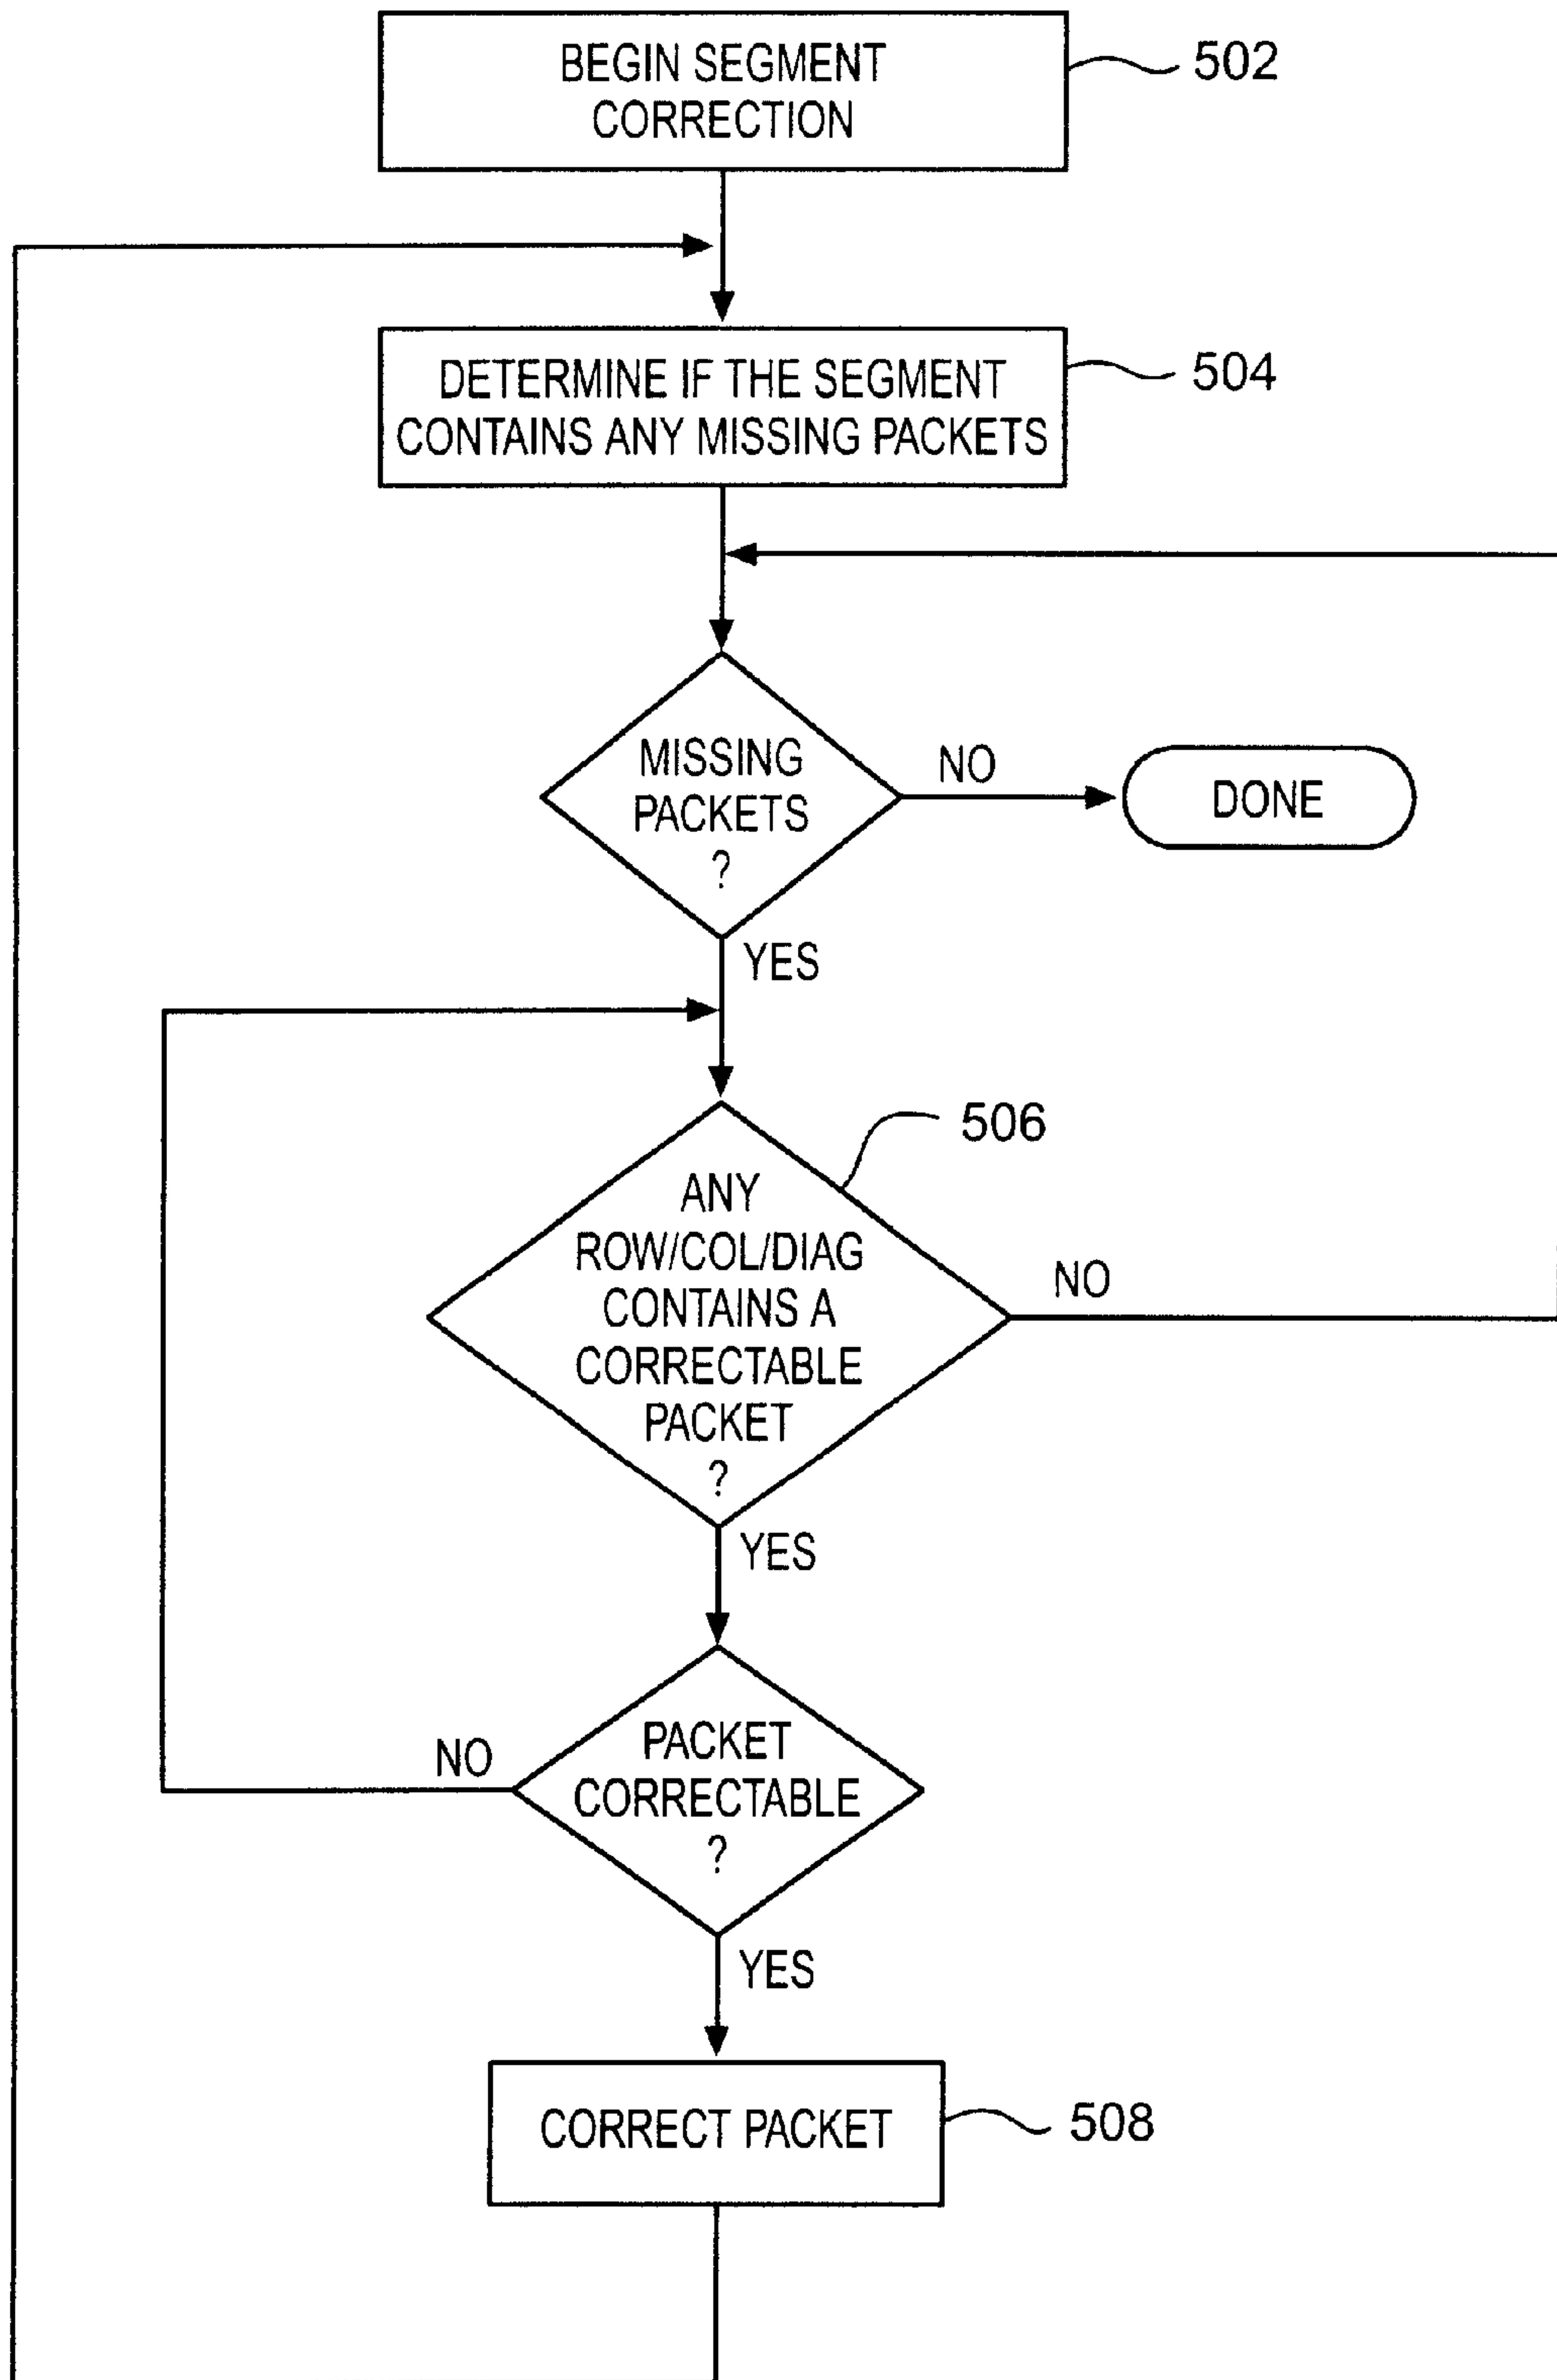 BEGIN SEGMENT
CORRECTION
502
DETERMINE IF THE SEGMENT
CONTAINS ANY MISSING PACKETS
504
MISSING
PACKETS
?
NO
DONE
YES
506
ANY
ROW/COL/DIAG
CONTAINS A
CORRECTABLE
PACKET
?
NO
YES
PACKET
CORRECTABLE
?
NO
YES
CORRECT PACKET
508